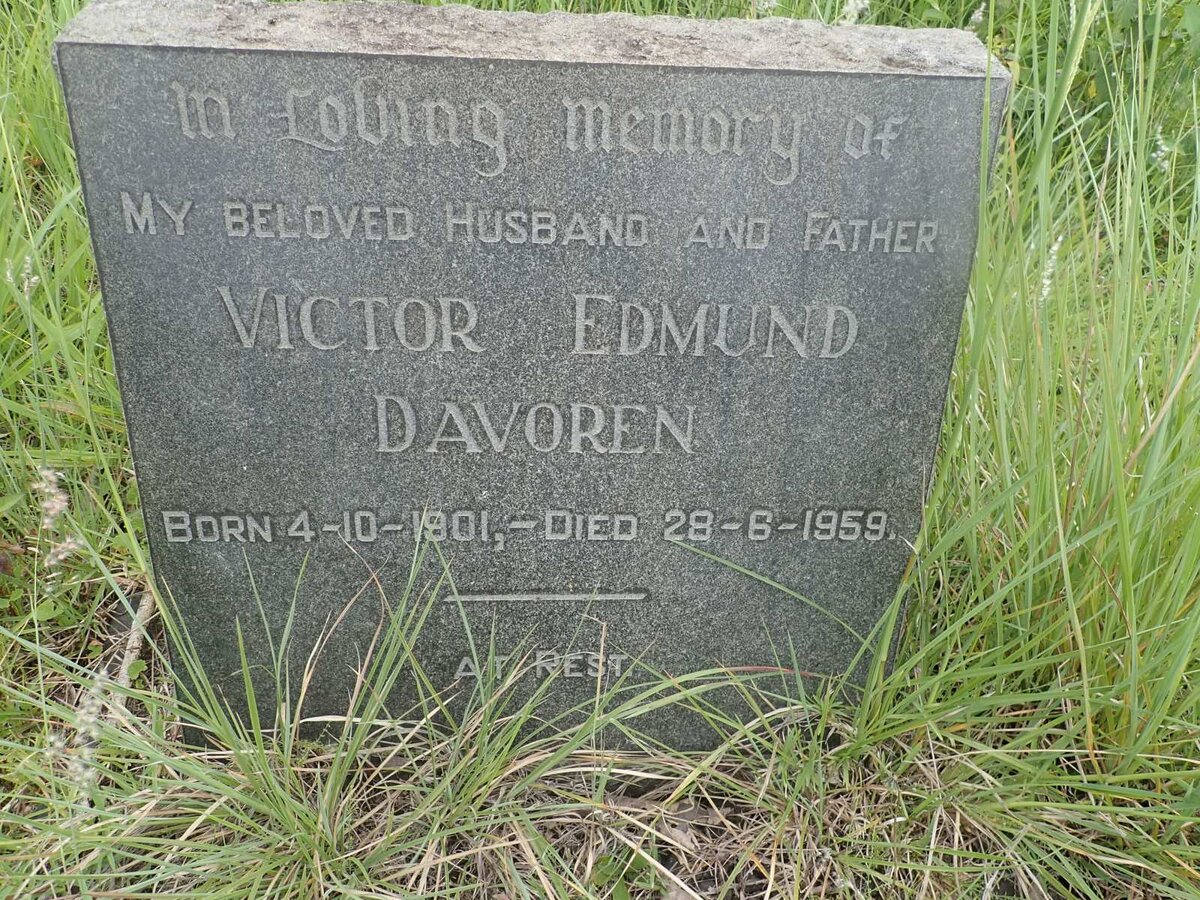 In Loving memory of
MY BELOVED HUSBAND AND FATHER
VICTOR EDMUND
DAVOREN
BORN 4-10-1901,-DIED 28-6-1959.
AT REST.